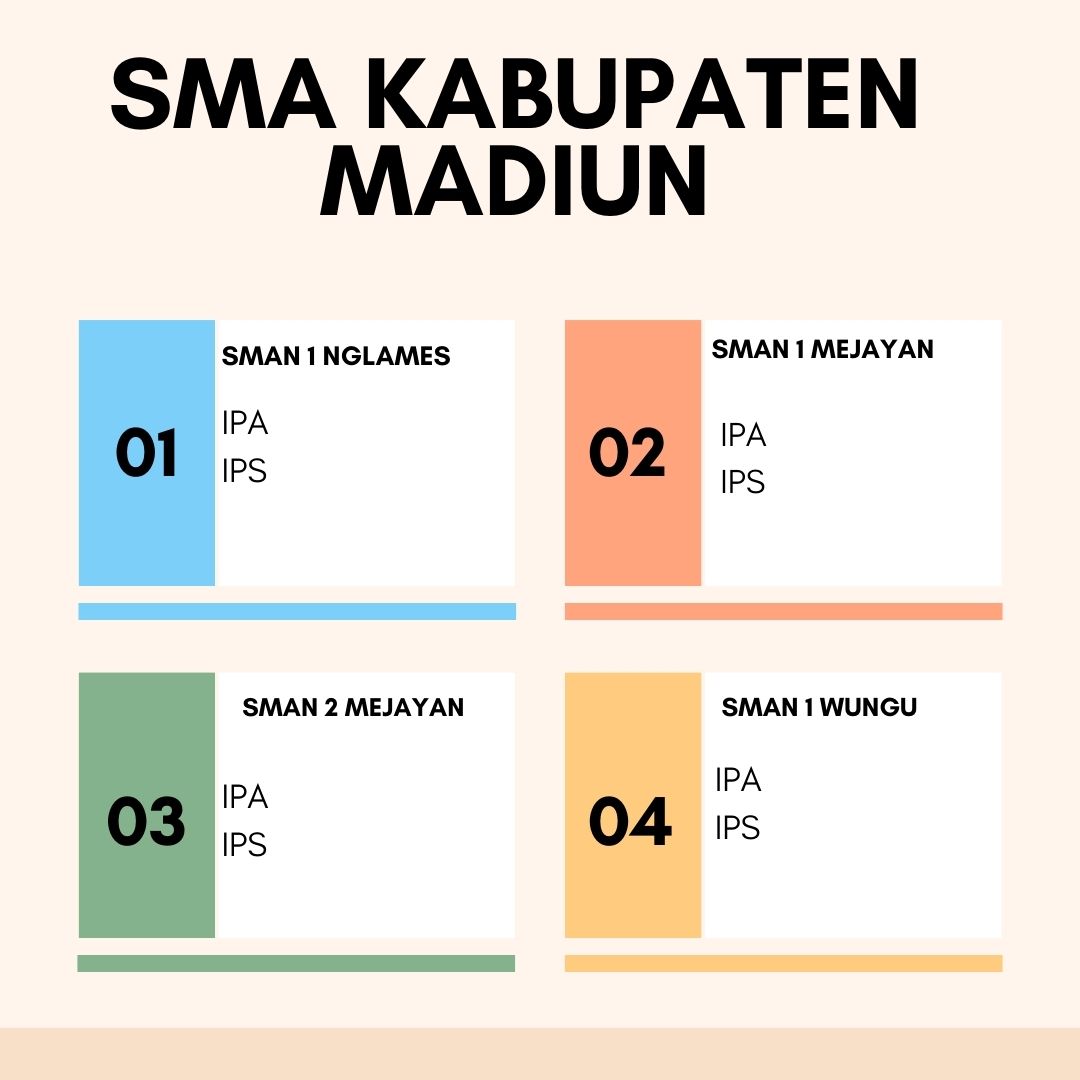 SMA KABUPATEN
MADIUN
01
SMAN 1 NGLAMES
IPA
IPS
02
SMAN 1 MEJAYAN
IPA
IPS
03
SMAN 2 MEJAYAN
IPA
IPS
04
SMAN 1 WUNGU
IPA
IPS